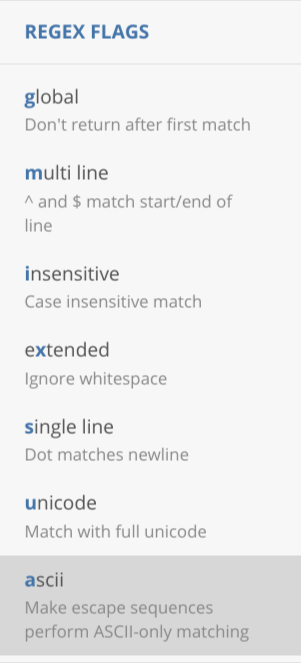 REGEX FLAGS
global
Don't return after first match
multi line
^ and $ match start/end of
line
insensitive
Case insensitive match
extended
Ignore whitespace
single line
Dot matches newline
unicode
Match with full unicode
ascii
Make escape sequences
perform ASCII-only matching